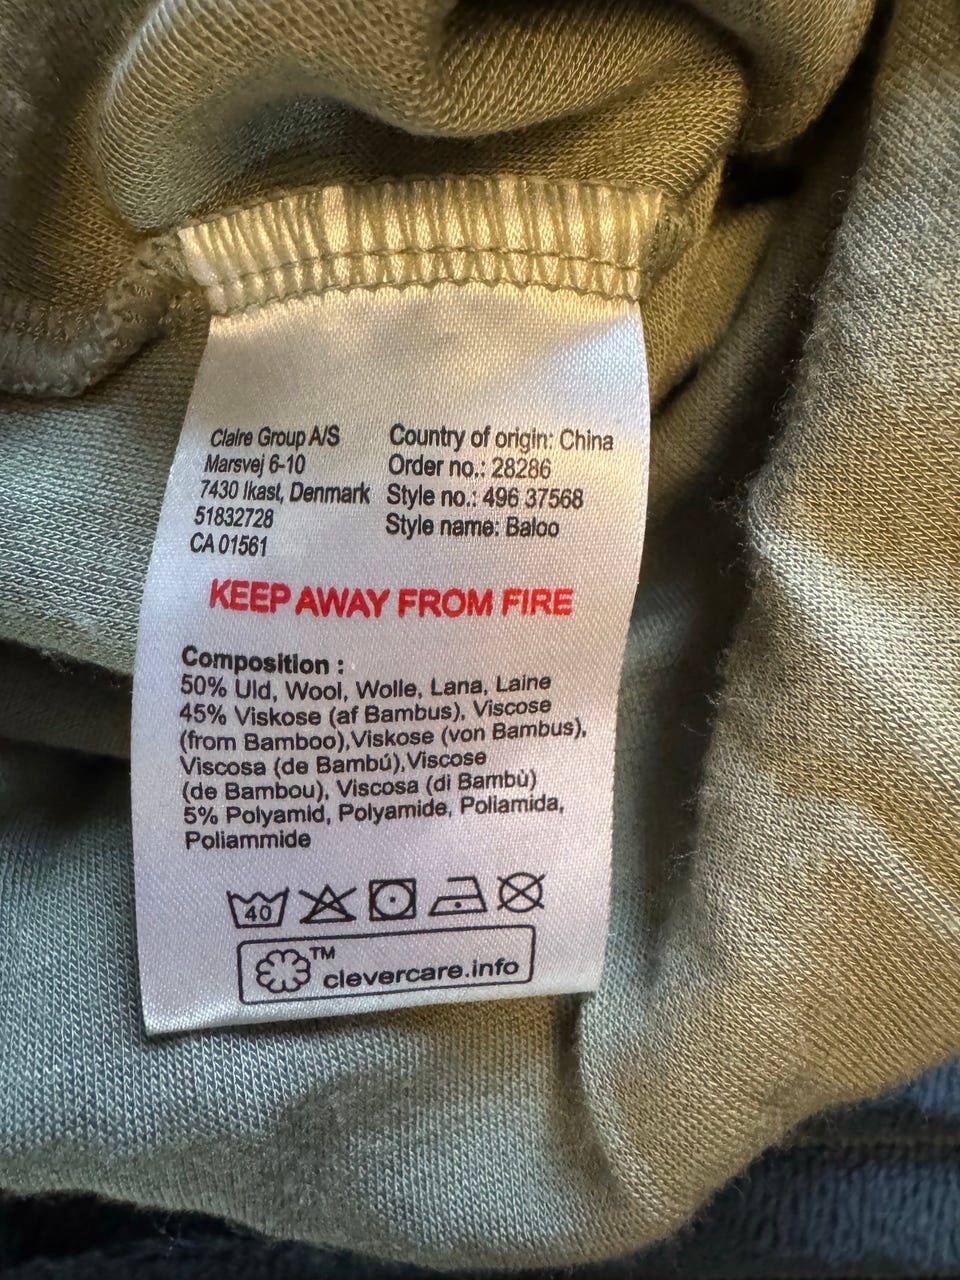 Claire Group A/S
Marsvej 6-10
7430 Ikast, Denmark
51832728
CA 01561
Country of origin: China
Order no.: 28286
Style no.: 496 37568
Style name: Baloo
KEEP AWAY FROM FIRE
Composition :
50% Uld, Wool, Wolle, Lana, Laine
45% Viskose (af Bambus), Viscose
(from Bamboo),Viskose (von Bambus),
Viscosa (de Bambú),Viscose
(de Bambou), Viscosa (di Bambù)
5% Polyamid, Polyamide, Poliamida,
Poliammide
40
TM
clevercare.info